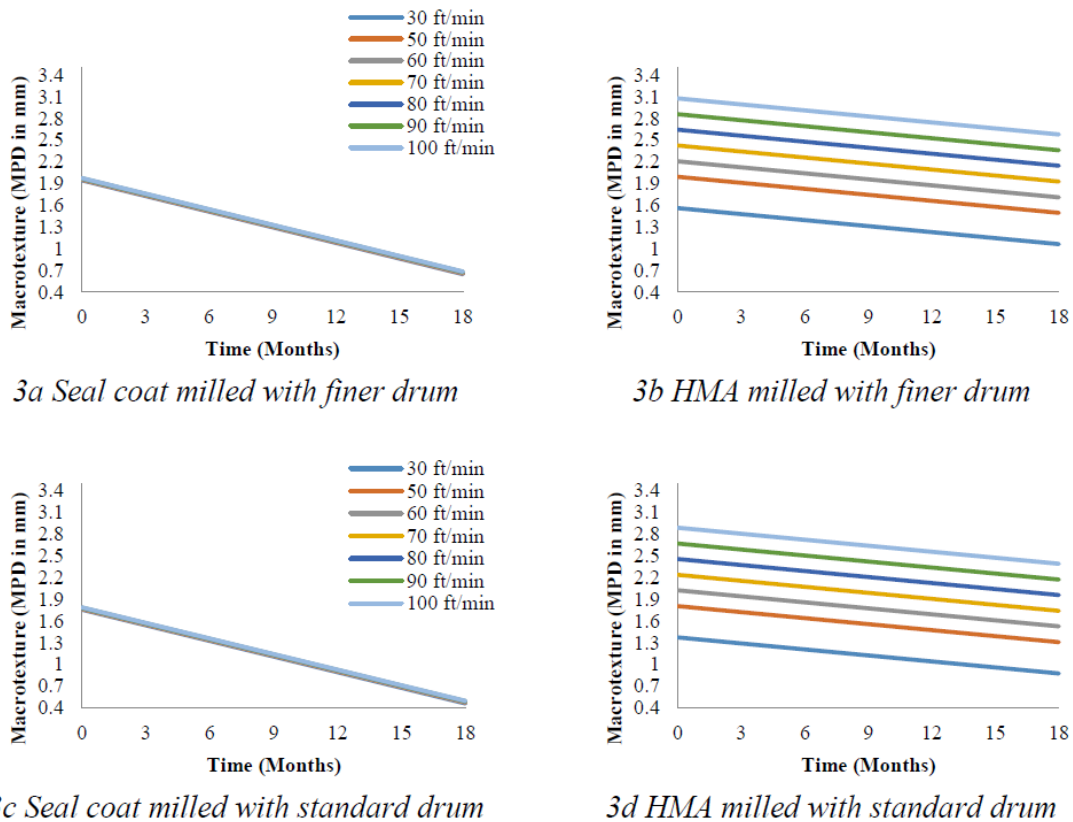 30 ft/min
50 ft/min
60 ft/min
70 ft/min
80 ft/min
90 ft/min
100 ft/min
Macrotexture (MPD in mm)
3.4
3.1
2.8
2.5
2.2
1.9
1.6
1.3
1
0.7
0.4
0 3 6 9 12 15 18
Time (Months)
3a Seal coat milled with finer drum
Macrotexture (MPD in mm)
3.4
3.1
2.8
2.5
2.2
1.9
1.6
1.3
1
0.7
0.4
0 3 6 9 12 15 18
Time (Months)
3b HMA milled with finer drum
30 ft/min
50 ft/min
60 ft/min
70 ft/min
80 ft/min
90 ft/min
100 ft/min
Macrotexture (MPD in mm)
3.4
3.1
2.8
2.5
2.2
1.9
1.6
1.3
1
0.7
0.4
0 3 6 9 12 15 18
Time (Months)
c Seal coat milled with standard drum
Macrotexture (MPD in mm)
3.4
3.1
2.8
2.5
2.2
1.9
1.6
1.3
1
0.7
0.4
0 3 6 9 12 15 18
Time (Months)
3d HMA milled with standard drum